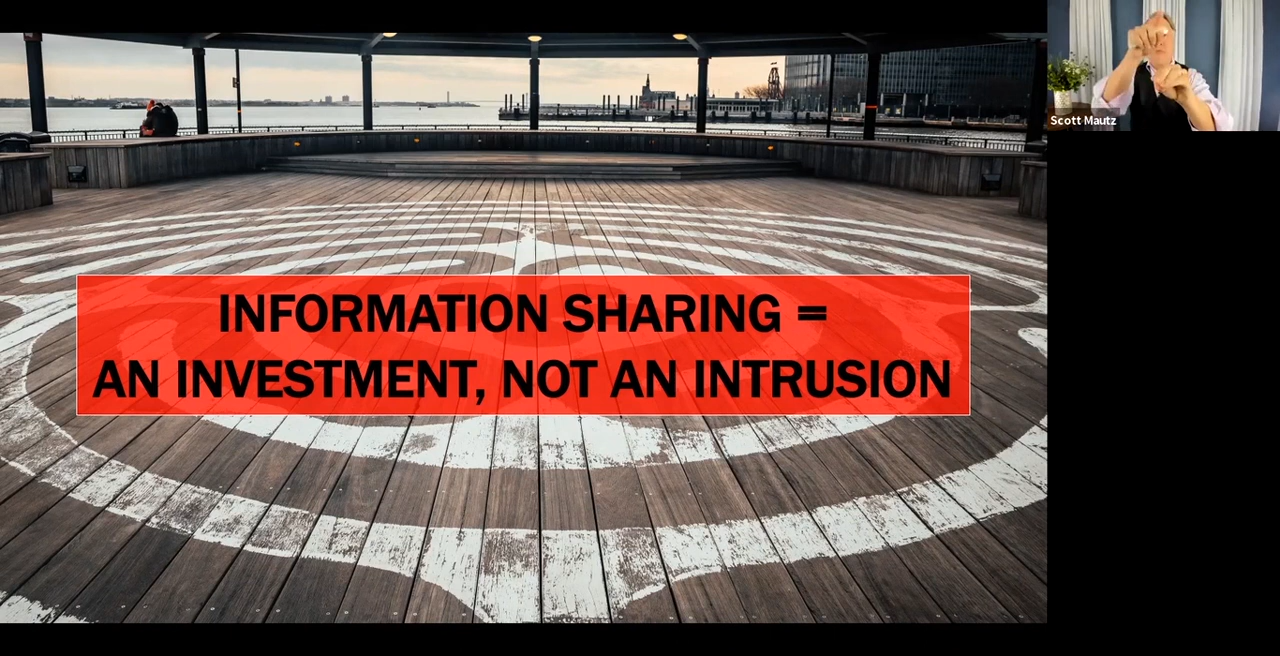 INFORMATION SHARING =
AN INVESTMENT, NOT AN INTRUSION
Scott Mautz